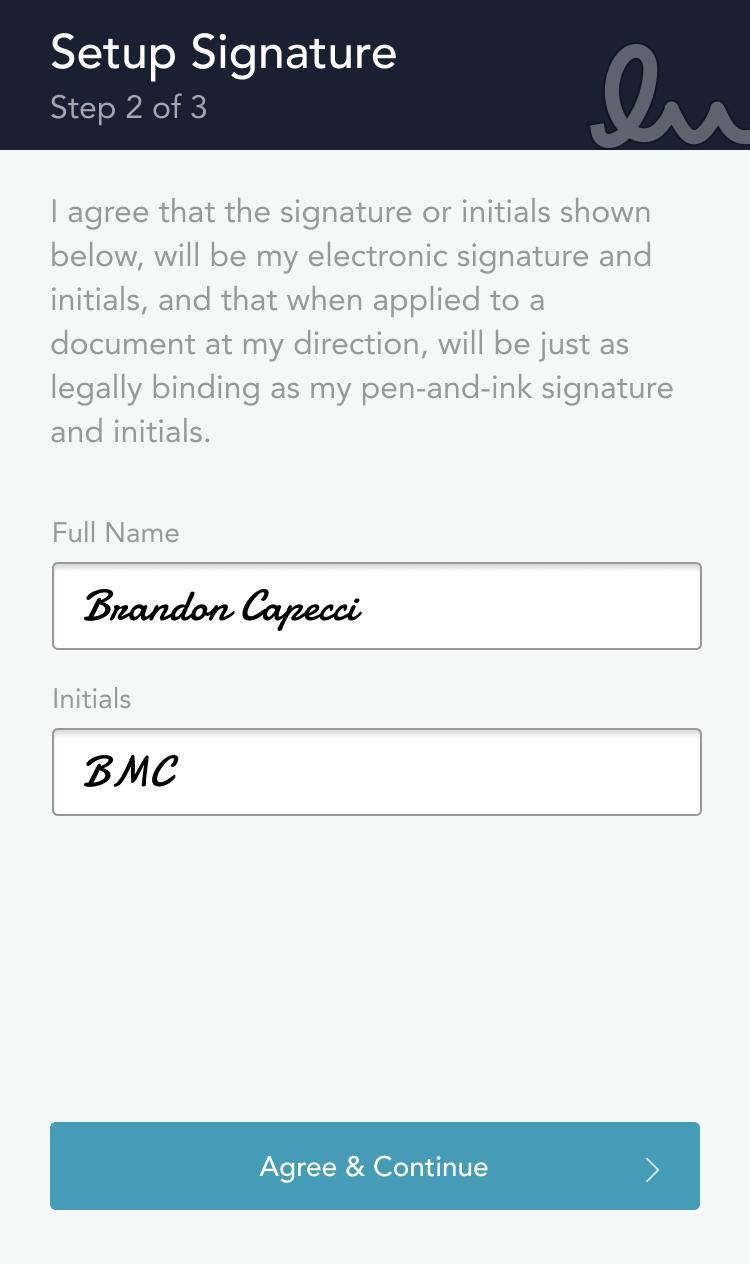 Setup Signature
Step 2 of 3
I agree that the signature or initials shown
below, will be my electronic signature and
initials, and that when applied to a
document at my direction, will be just as
legally binding as my pen-and-ink signature
and initials.
Full Name
Brandon Capecci
Initials
BMC
Agree & Continue